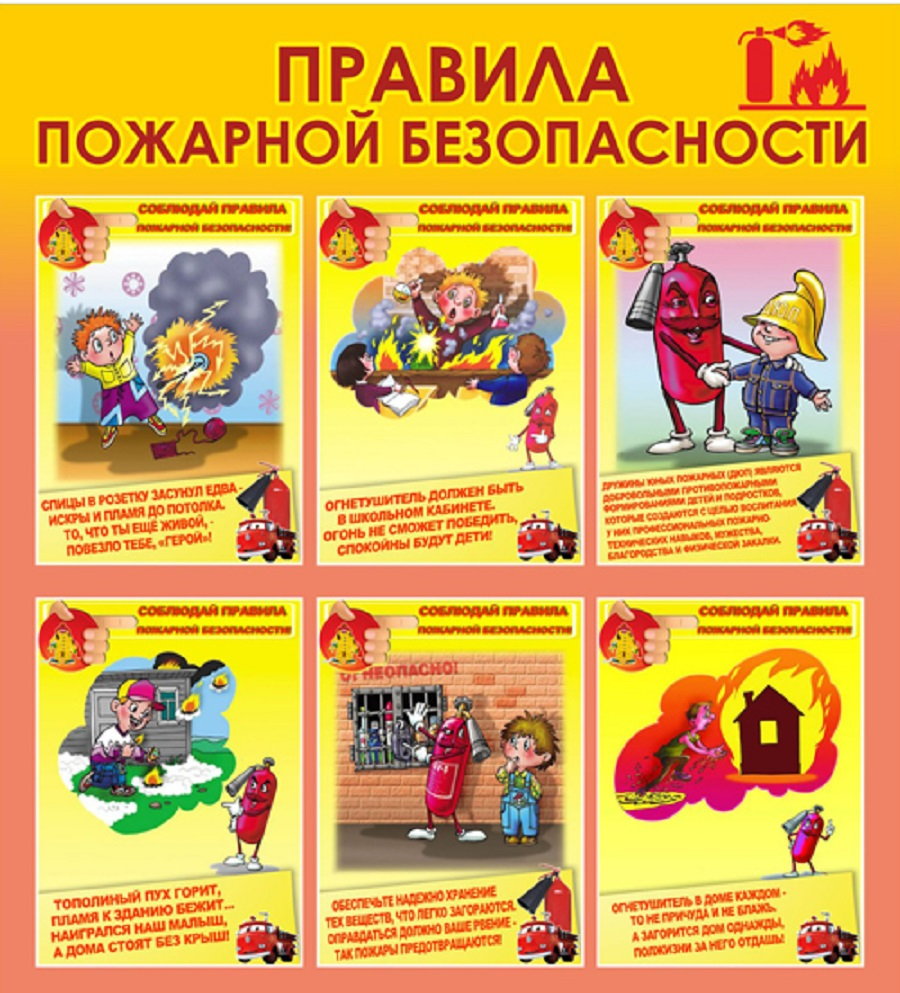 ПРАВИЛА
ПОЖАРНОЙ БЕЗОПАСНОСТИ
СОБЛЮДАЙ ПРАВИЛА
ПОЖАРНОЙ БЕЗОПАСНОСТИ!
СПИЦЫ В РОЗЕТКУ ЗАСУНУЛ ЕДВА -
ИСКРЫ И ПЛАМЯ ДО ПОТОЛКА.
ТО, ЧТО ТЫ ЕЩЁ ЖИВОЙ, -
ПОВЕЗЛО ТЕБЕ, «ГЕРОЙ»!
СОБЛЮДАЙ ПРАВИЛА
ПОЖАРНОЙ БЕЗОПАСНОСТИ!
ОГНЕТУШИТЕЛЬ ДОЛЖЕН БЫТЬ
В ШКОЛЬНОМ КАБИНЕТЕ.
ОГОНЬ НЕ СМОЖЕТ ПОБЕДИТЬ,
СПОКОЙНЫ БУДУТ ДЕТИ!
СОБЛЮДАЙ ПРАВИЛА
ПОЖАРНОЙ БЕЗОПАСНОСТИ!
ДЮП
ДРУЖИНЫ ЮНЫХ ПОЖАРНЫХ (ДЮП) ЯВЛЯЮТСЯ
ДОБРОВОЛЬНЫМИ ПРОТИВОПОЖАРНЫМИ
ФОРМИРОВАНИЯМИ ДЕТЕЙ И ПОДРОСТКОВ,
КОТОРЫЕ СОЗДАЮТСЯ С ЦЕЛЬЮ ВОСПИТАНИЯ
У НИХ ПРОФЕССИОНАЛЬНЫХ ПОЖАРНО-
ТЕХНИЧЕСКИХ НАВЫКОВ, МУЖЕСТВА,
БЛАГОРОДСТВА И ФИЗИЧЕСКОЙ ЗАКАЛКИ.
СОБЛЮДАЙ ПРАВИЛА
ПОЖАРНОЙ БЕЗОПАСНОСТИ!
ТОПОЛИНЫЙ ПУХ ГОРИТ,
ПЛАМЯ К ЗДАНИЮ БЕЖИТ...
НАИГРАЛСЯ НАШ МАЛЫШ,
А ДОМА СТОЯТ БЕЗ КРЫШ!
СОБЛЮДАЙ ПРАВИЛА
ПОЖАРНОЙ БЕЗОПАСНОСТИ!
ОГНЕОПАСНО!
ОБЕСПЕЧЬТЕ НАДЕЖНО ХРАНЕНИЕ
ТЕХ ВЕЩЕСТВ, ЧТО ЛЕГКО ЗАГОРАЮТСЯ.
ОПРАВДАТЬСЯ ДОЛЖНО ВАШЕ РВЕНИЕ -
ТАК ПОЖАРЫ ПРЕДОТВРАЩАЮТСЯ!
СОБЛЮДАЙ ПРАВИЛА
ПОЖАРНОЙ БЕЗОПАСНОСТИ!
ОГНЕТУШИТЕЛЬ В ДОМЕ КАЖДОМ -
ТО НЕ ПРИЧУДА И НЕ БЛАЖЬ,
А ЗАГОРИТСЯ ДОМ ОДНАЖДЫ,
ПОЛЖИЗНИ ЗА НЕГО ОТДАШЬ!